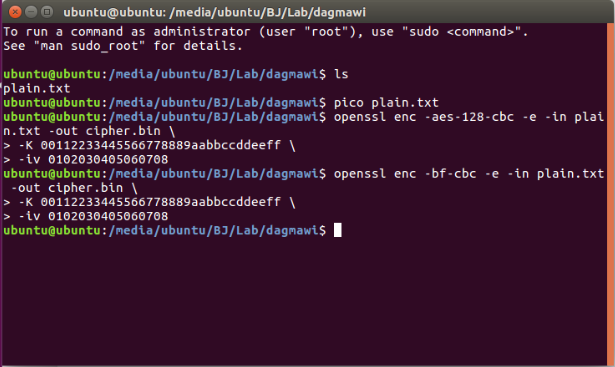 ubuntu@ubuntu: /media/ubuntu/BJ/Lab/dagmawi
To run a command as administrator (user "root"), use "sudo <command>".
See "man sudo_root" for details.
ubuntu@ubuntu:/media/ubuntu/BJ/Lab/dagmawi$ ls
plain.txt
ubuntu@ubuntu:/media/ubuntu/BJ/Lab/dagmawi$ pico plain.txt
ubuntu@ubuntu:/media/ubuntu/BJ/Lab/dagmawi$ openssl enc -aes-128-cbc -e -in plai
n.txt -out cipher.bin \
> -K 00112233445566778889aabbccddeeff \
> -iv 0102030405060708
ubuntu@ubuntu:/media/ubuntu/BJ/Lab/dagmawi$ openssl enc -bf-cbc -e -in plain.txt
 -out cipher.bin \
> -K 00112233445566778889aabbccddeeff \
> -iv 0102030405060708
ubuntu@ubuntu:/media/ubuntu/BJ/Lab/dagmawi$